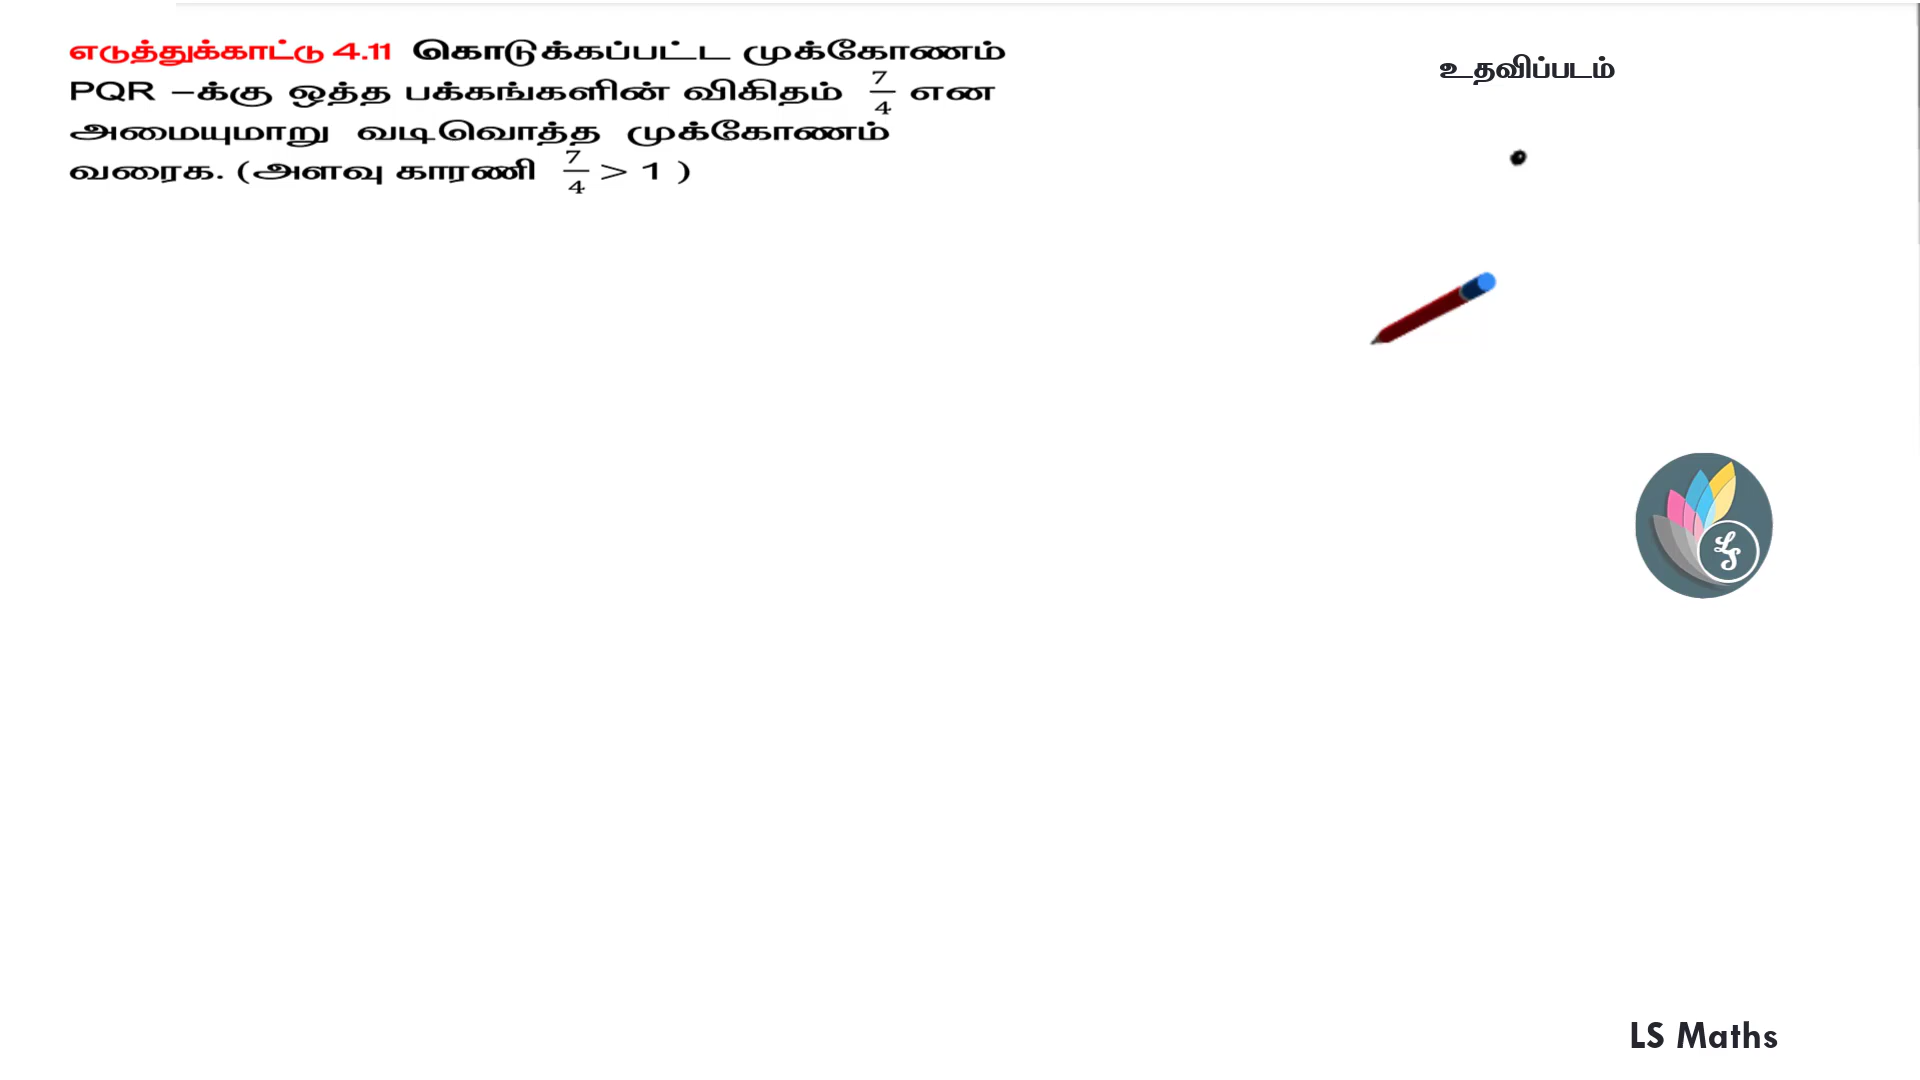 எடுத்துக்காட்டு 4.11 கொடுக்கப்பட்ட முக்கோணம்
PQR –க்கு ஒத்த பக்கங்களின் விகிதம் 7/4 என
அமையுமாறு வடிவொத்த முக்கோணம்
வரைக. (அளவு காரணி 7/4 > 1 )
உதவிப்படம்
LS
LS Maths